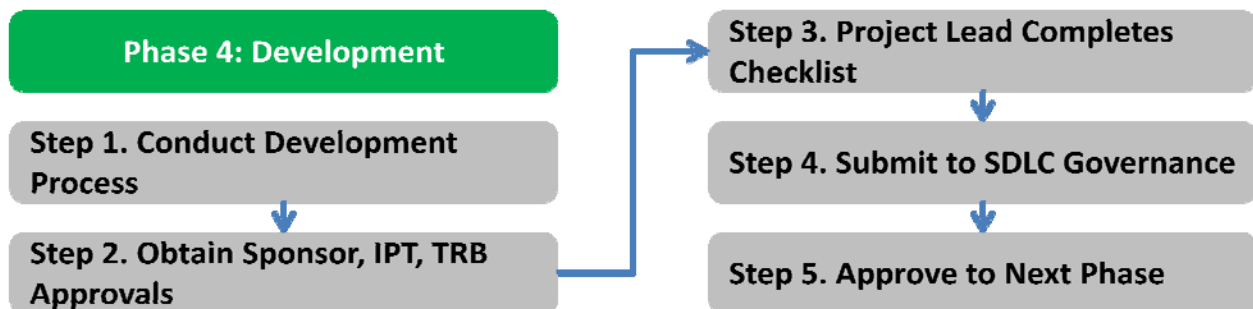 Phase 4: Development
Step 1. Conduct Development
Process
Step 2. Obtain Sponsor, IPT, TRB
Approvals
Step 3. Project Lead Completes
Checklist
Step 4. Submit to SDLC Governance
Step 5. Approve to Next Phase